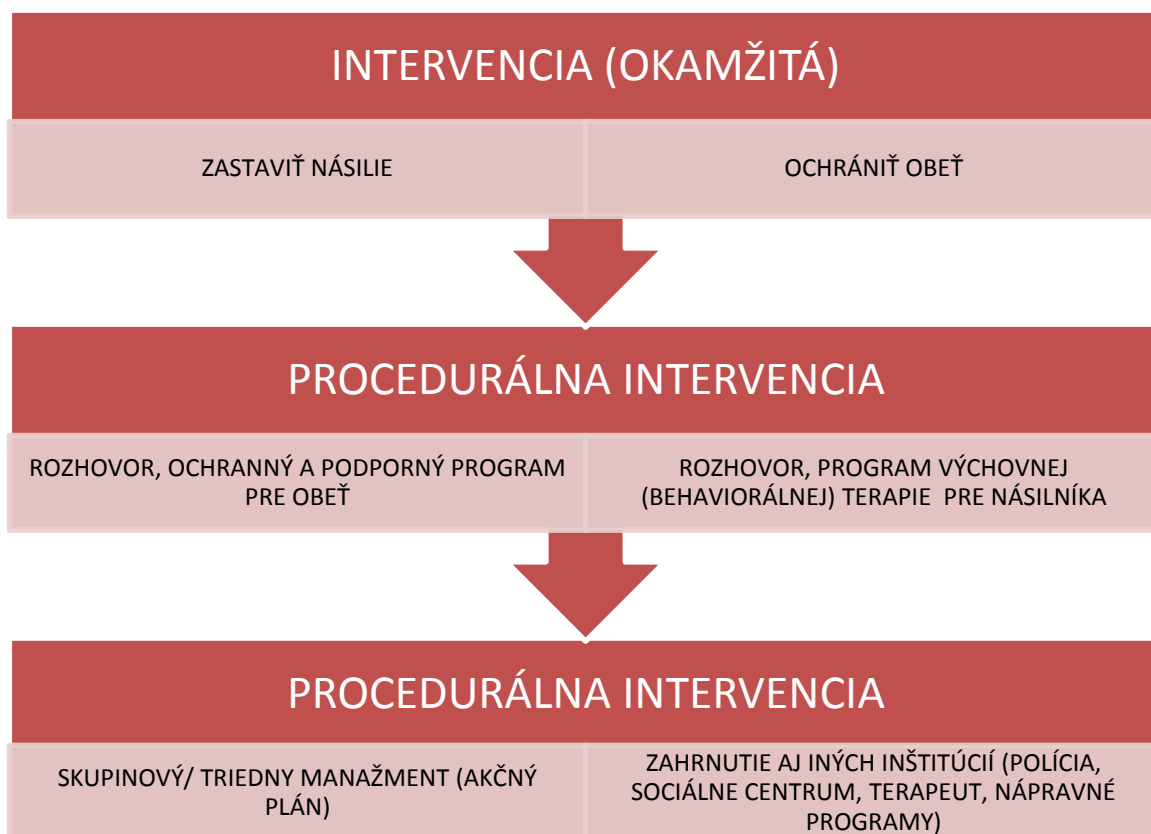 INTERVENCIA (OKAMŽITÁ)
ZASTAVIŤ NÁSILIE
OCHRÁNIŤ OBEŤ
PROCEDURÁLNA INTERVENCIA
ROZHOVOR, OCHRANNÝ A PODPORNÝ PROGRAM
PRE OBEŤ
ROZHOVOR, PROGRAM VÝCHOVNEJ
(BEHAVIORÁLNEJ) TERAPIE PRE NÁSILNÍKA
PROCEDURÁLNA INTERVENCIA
SKUPINOVÝ/ TRIEDNY MANAŽMENT (AKČNÝ
PLÁN)
ZAHRNUTIE AJ INÝCH INŠTITÚCIÍ (POLÍCIA,
SOCIÁLNE CENTRUM, TERAPEUT, NÁPRAVNÉ
PROGRAMY)